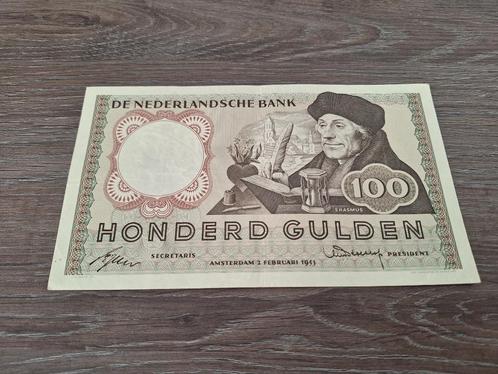 DE NEDERLANDSCHE BANK
100
ERASMUS
HONDERD GULDEN
SECRETARIS
AMSTERDAM 2 FEBRUARI 1953
PRESIDENT